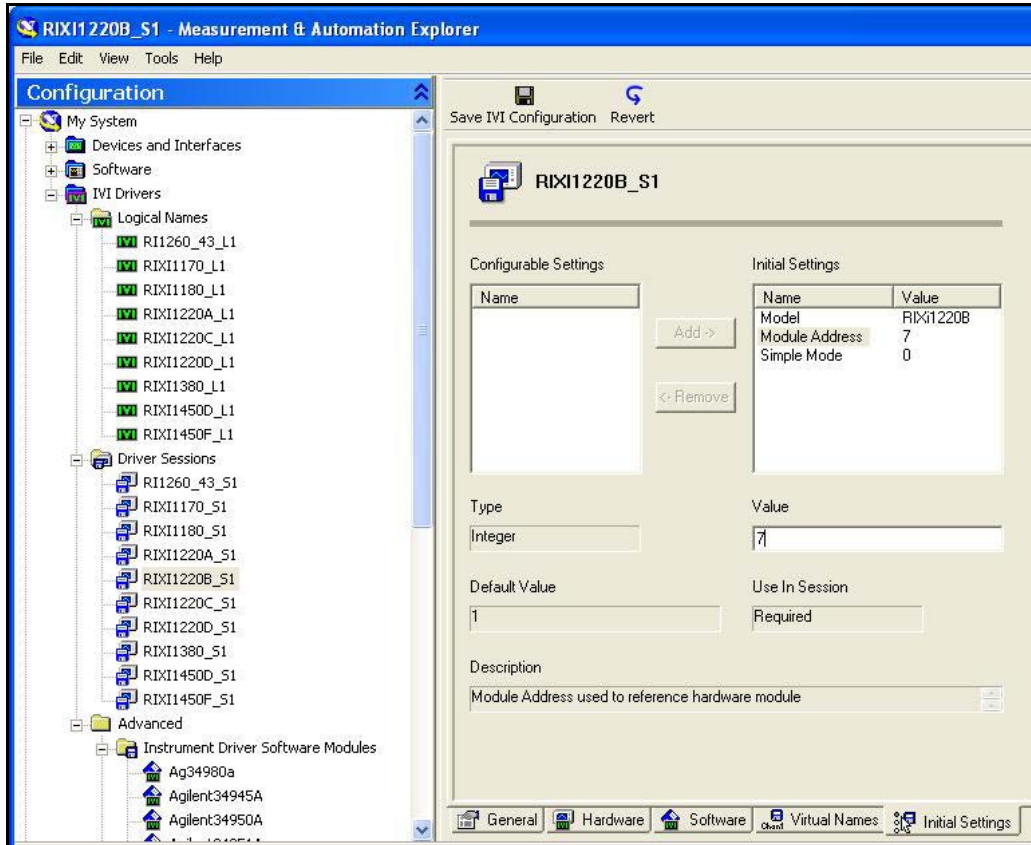 RIXI1220B_S1 - Measurement & Automation Explorer
File Edit View Tools Help
Configuration
My System
Devices and Interfaces
Software
IVI Drivers
Logical Names
RI1260_43_L1
RIXI1170_L1
RIXI1180_L1
RIXI1220A_L1
RIXI1220C_L1
RIXI1220D_L1
RIXI1380_L1
RIXI1450D_L1
RIXI1450F_L1
Driver Sessions
RI1260_43_S1
RIXI1170_S1
RIXI1180_S1
RIXI1220A_S1
RIXI1220B_S1
RIXI1220C_S1
RIXI1220D_S1
RIXI1380_S1
RIXI1450D_S1
RIXI1450F_S1
Advanced
Instrument Driver Software Modules
Ag34980a
Agilent34945A
Agilent34950A
Save IVI Configuration Revert
RIXI1220B_S1
Configurable Settings
Name
Add ->
<- Remove
Initial Settings
Name Value
Model RIXi1220B
Module Address 7
Simple Mode 0
Type
Integer
Value
7
Default Value
1
Use In Session
Required
Description
Module Address used to reference hardware module
General Hardware Software Virtual Names Initial Settings